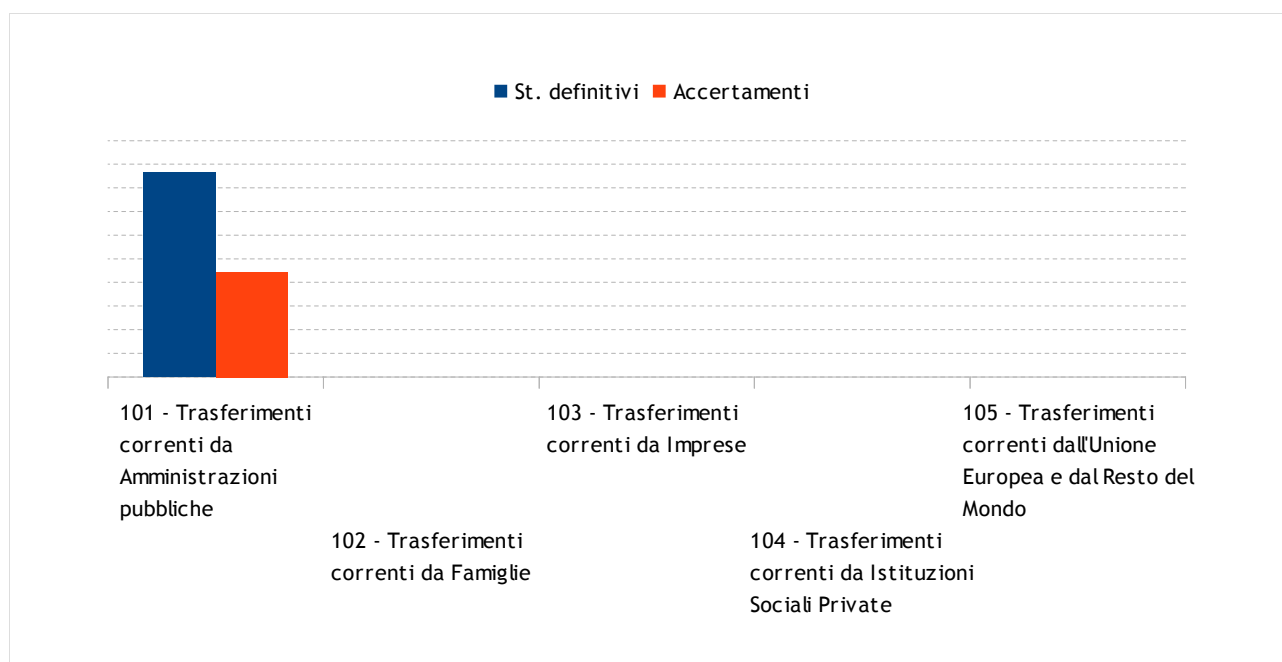 St. definitivi Accertamenti
101 - Trasferimenti
correnti da
Amministrazioni
pubbliche
102 - Trasferimenti
correnti da Famiglie
103 - Trasferimenti
correnti da Imprese
104 - Trasferimenti
correnti da Istituzioni
Sociali Private
105 - Trasferimenti
correnti dall'Unione
Europea e dal Resto del
Mondo